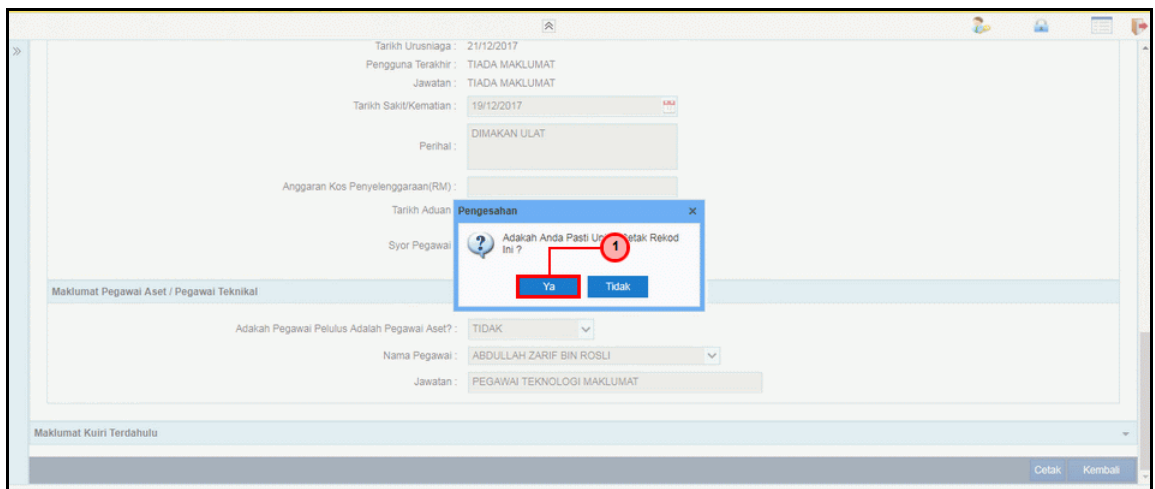 Tarikh Urusniaga : 21/12/2017
Pengguna Terakhir : TIADA MAKLUMAT
Jawatan : TIADA MAKLUMAT
Tarikh Sakit/Kematian : 19/12/2017
Perihal : DIMAKAN ULAT
Anggaran Kos Penyelenggaraan(RM) :
Tarikh Aduan
Syor Pegawai
Pengesahan x
Adakah Anda Pasti Cetak Rekod
Ini ?
1
Ya Tidak
Maklumat Pegawai Aset / Pegawai Teknikal
Adakah Pegawai Pelulus Adalah Pegawai Aset? : TIDAK
Nama Pegawai : ABDULLAH ZARIF BIN ROSLI
Jawatan : PEGAWAI TEKNOLOGI MAKLUMAT
Maklumat Kuiri Terdahulu
Cetak Kembali